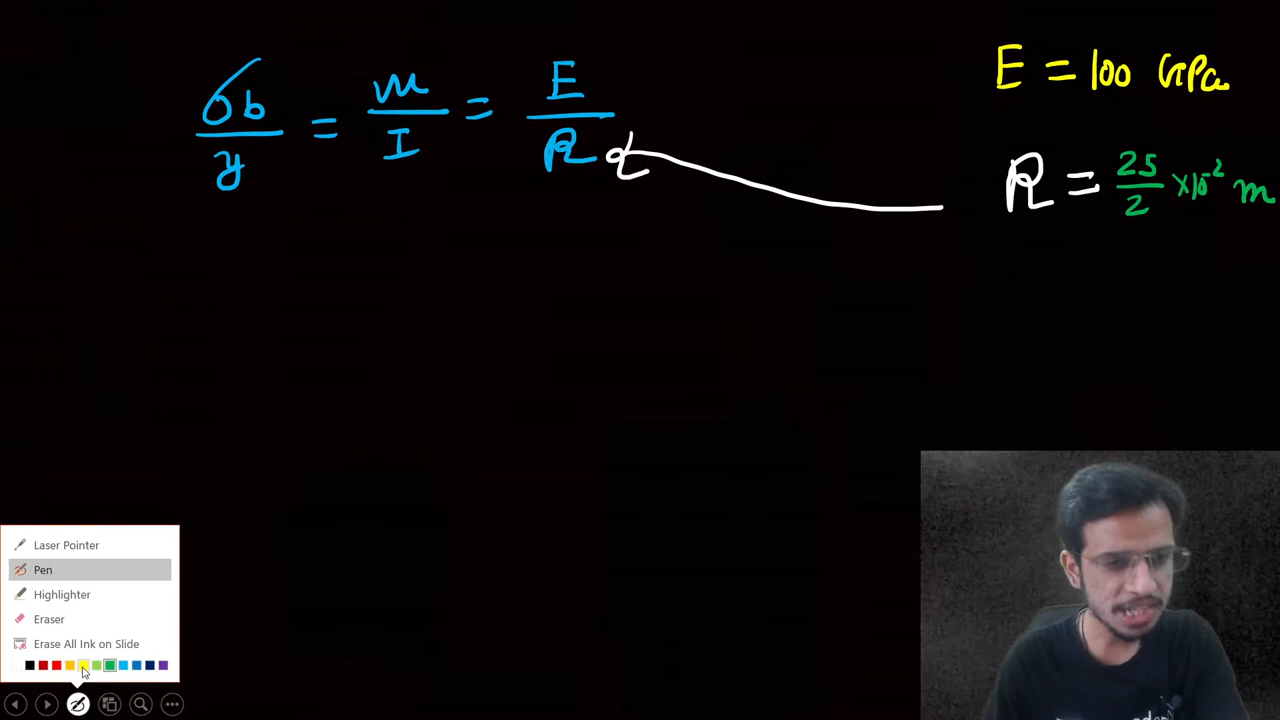 σb/y = M/I = E/R
E = 100 GPa
R = 25/2 ×10⁻² m
Laser Pointer
Pen
Highlighter
Eraser
Erase All Ink on Slide